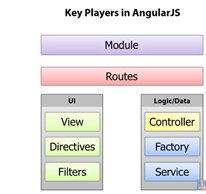 Key Players in AngularJS
Module
Routes
UI
Logic/Data
View
Controller
Directives
Factory
Filters
Service